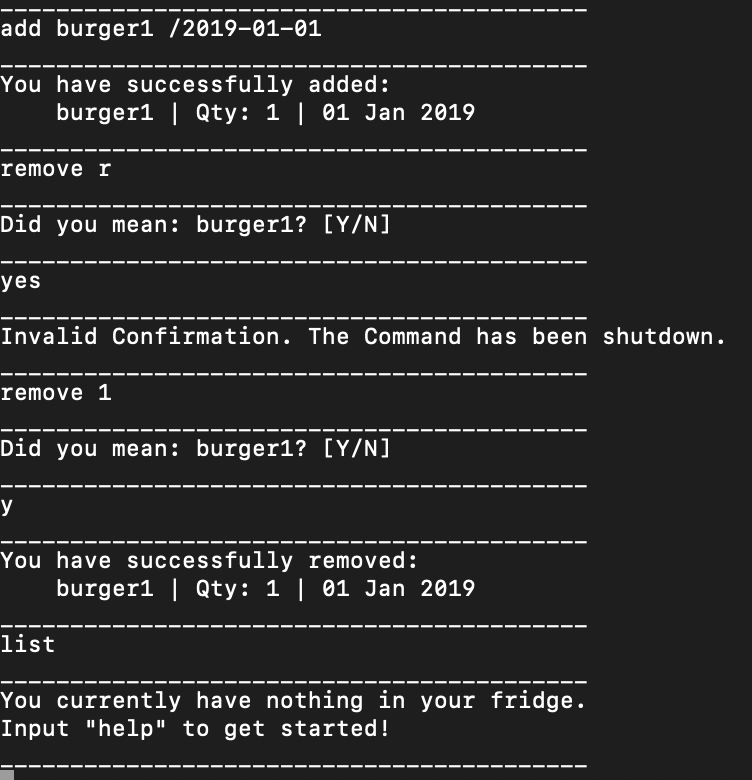 __________________________________________
add burger1 /2019-01-01
__________________________________________
You have successfully added:
    burger1 | Qty: 1 | 01 Jan 2019
__________________________________________
remove r
__________________________________________
Did you mean: burger1? [Y/N]
__________________________________________
yes
__________________________________________
Invalid Confirmation. The Command has been shutdown.
__________________________________________
remove 1
__________________________________________
Did you mean: burger1? [Y/N]
__________________________________________
y
__________________________________________
You have successfully removed:
    burger1 | Qty: 1 | 01 Jan 2019
__________________________________________
list
__________________________________________
You currently have nothing in your fridge.
Input "help" to get started!
__________________________________________